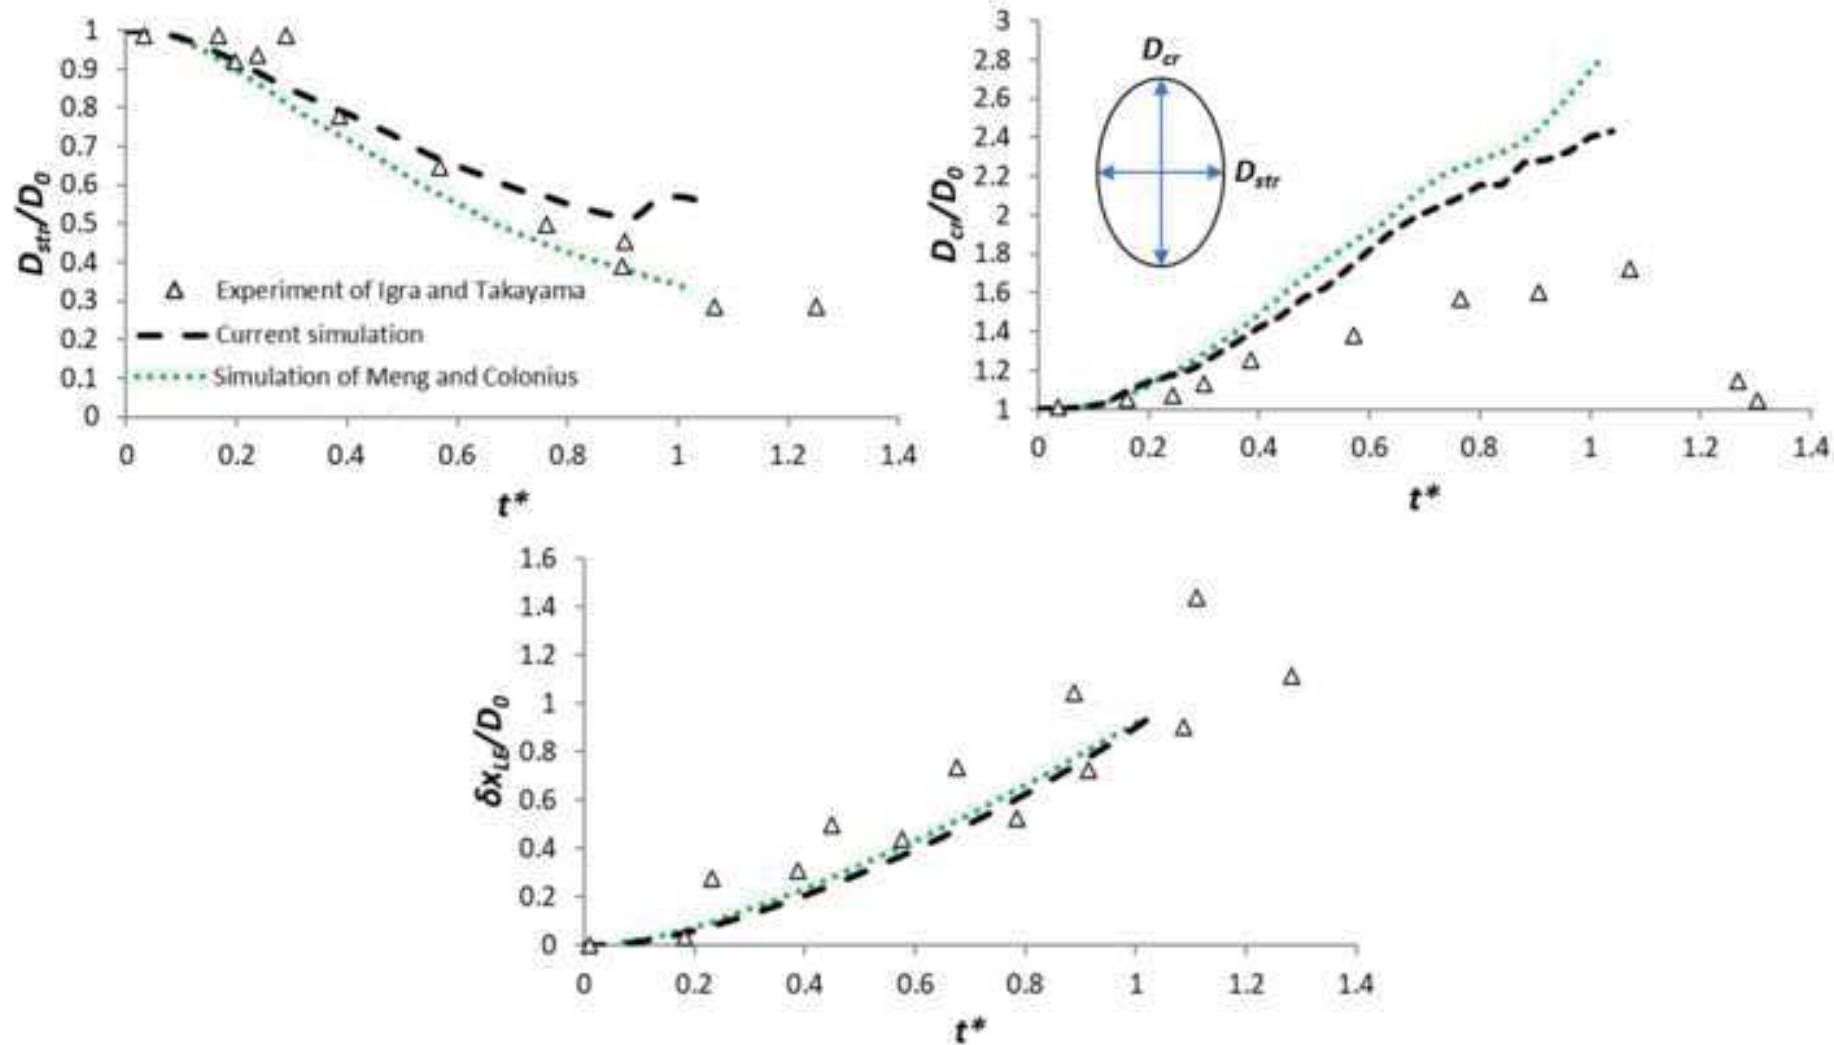 1
0.9
0.8
0.7
0.6
0.5
0.4
0.3
0.2
0.1
0
D_str/D_0
Experiment of Igra and Takayama
Current simulation
Simulation of Meng and Colonius
0 0.2 0.4 0.6 0.8 1 1.2 1.4
t*
3
2.8
2.6
2.4
2.2
2
1.8
1.6
1.4
1.2
1
D_cr/D_0
D_cr
D_str
0 0.2 0.4 0.6 0.8 1 1.2 1.4
t*
1.6
1.4
1.2
1
0.8
0.6
0.4
0.2
0
δx_LE/D_0
0 0.2 0.4 0.6 0.8 1 1.2 1.4
t*